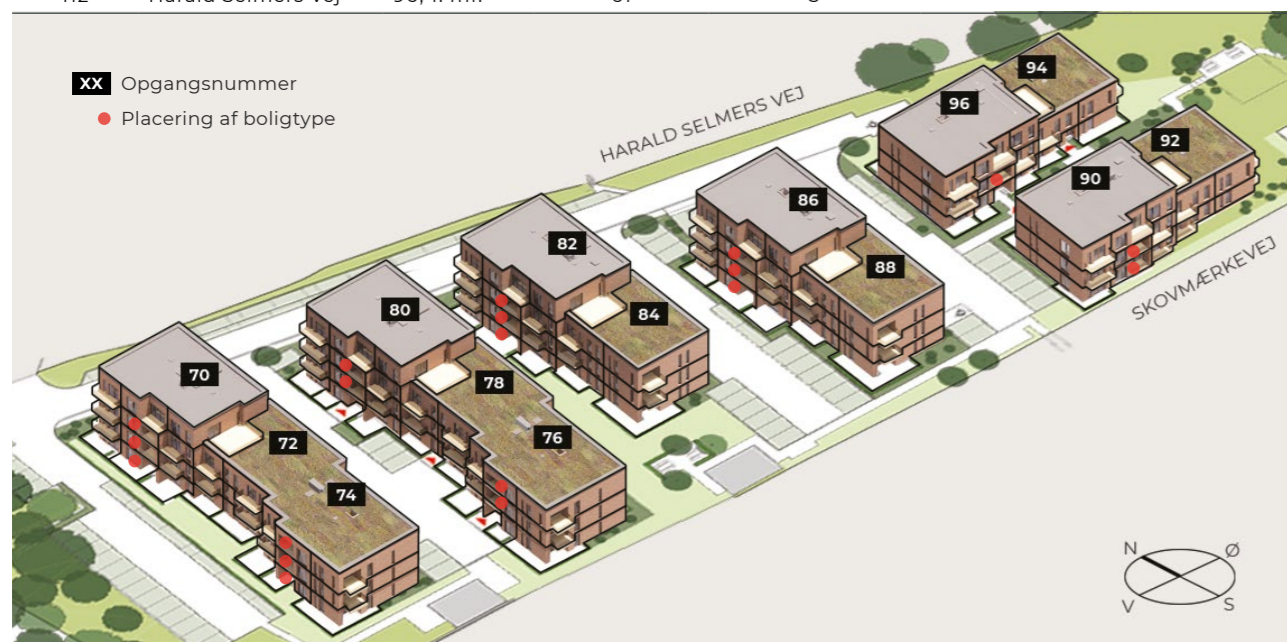 XX Opgangsnummer
Placering af boligtype
HARALD SELMERS VEJ
SKOVMÆRKEVEJ
94
96
92
90
86
88
82
84
80
78
76
70
72
74
N
Ø
V
S